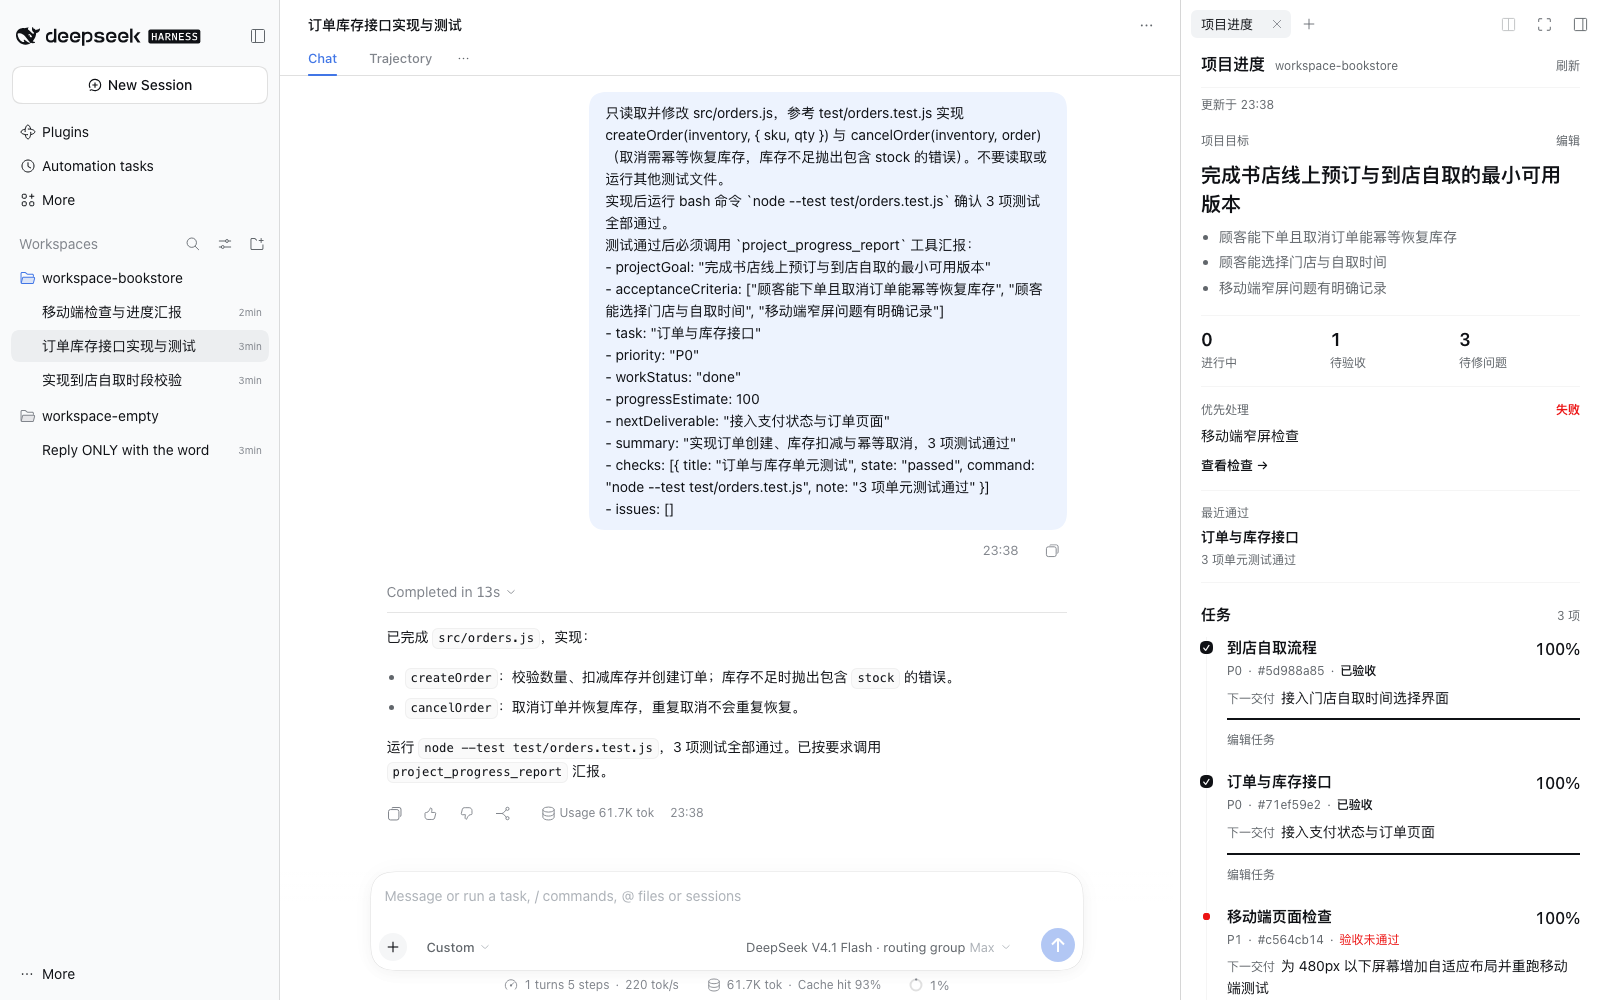 deepseek HARNESS
New Session
Plugins
Automation tasks
More
Workspaces
workspace-bookstore
移动端检查与进度汇报 2min
订单库存接口实现与测试 3min
实现到店自取时段校验 3min
workspace-empty
Reply ONLY with the word 3min
More
订单库存接口实现与测试
Chat
Trajectory
只读取并修改 src/orders.js，参考 test/orders.test.js 实现
createOrder(inventory, { sku, qty }) 与 cancelOrder(inventory, order)
（取消需幂等恢复库存，库存不足抛出包含 stock 的错误）。不要读取或
运行其他测试文件。
实现后运行 bash 命令 `node --test test/orders.test.js` 确认 3 项测试
全部通过。
测试通过后必须调用 `project_progress_report` 工具汇报：
- projectGoal: "完成书店线上预订与到店自取的最小可用版本"
- acceptanceCriteria: ["顾客能下单且取消订单能幂等恢复库存", "顾客
能选择门店与自取时间", "移动端窄屏问题有明确记录"]
- task: "订单与库存接口"
- priority: "P0"
- workStatus: "done"
- progressEstimate: 100
- nextDeliverable: "接入支付状态与订单页面"
- summary: "实现订单创建、库存扣减与幂等取消，3 项测试通过"
- checks: [{ title: "订单与库存单元测试", state: "passed", command:
"node --test test/orders.test.js", note: "3 项单元测试通过" }]
- issues: []
23:38
Completed in 13s
已完成 src/orders.js，实现：
• createOrder：校验数量、扣减库存并创建订单；库存不足时抛出包含 stock 的错误。
• cancelOrder：取消订单并恢复库存，重复取消不会重复恢复。
运行 node --test test/orders.test.js，3 项测试全部通过。已按要求调用
project_progress_report 汇报。
Usage 61.7K tok 23:38
Message or run a task, / commands, @ files or sessions
Custom
DeepSeek V4.1 Flash · routing group Max
1 turns 5 steps · 220 tok/s
61.7K tok · Cache hit 93%
1%
项目进度
项目进度 workspace-bookstore 刷新
更新于 23:38
项目目标 编辑
完成书店线上预订与到店自取的最小可用
版本
• 顾客能下单且取消订单能幂等恢复库存
• 顾客能选择门店与自取时间
• 移动端窄屏问题有明确记录
0 1 3
进行中 待验收 待修问题
优先处理 失败
移动端窄屏检查
查看检查 →
最近通过
订单与库存接口
3 项单元测试通过
任务 3 项
到店自取流程 100%
P0 · #5d988a85 · 已验收
下一交付 接入门店自取时间选择界面
编辑任务
订单与库存接口 100%
P0 · #71ef59e2 · 已验收
下一交付 接入支付状态与订单页面
编辑任务
移动端页面检查 100%
P1 · #c564cb14 · 验收未通过
下一交付 为 480px 以下屏幕增加自适应布局并重跑移动
端测试